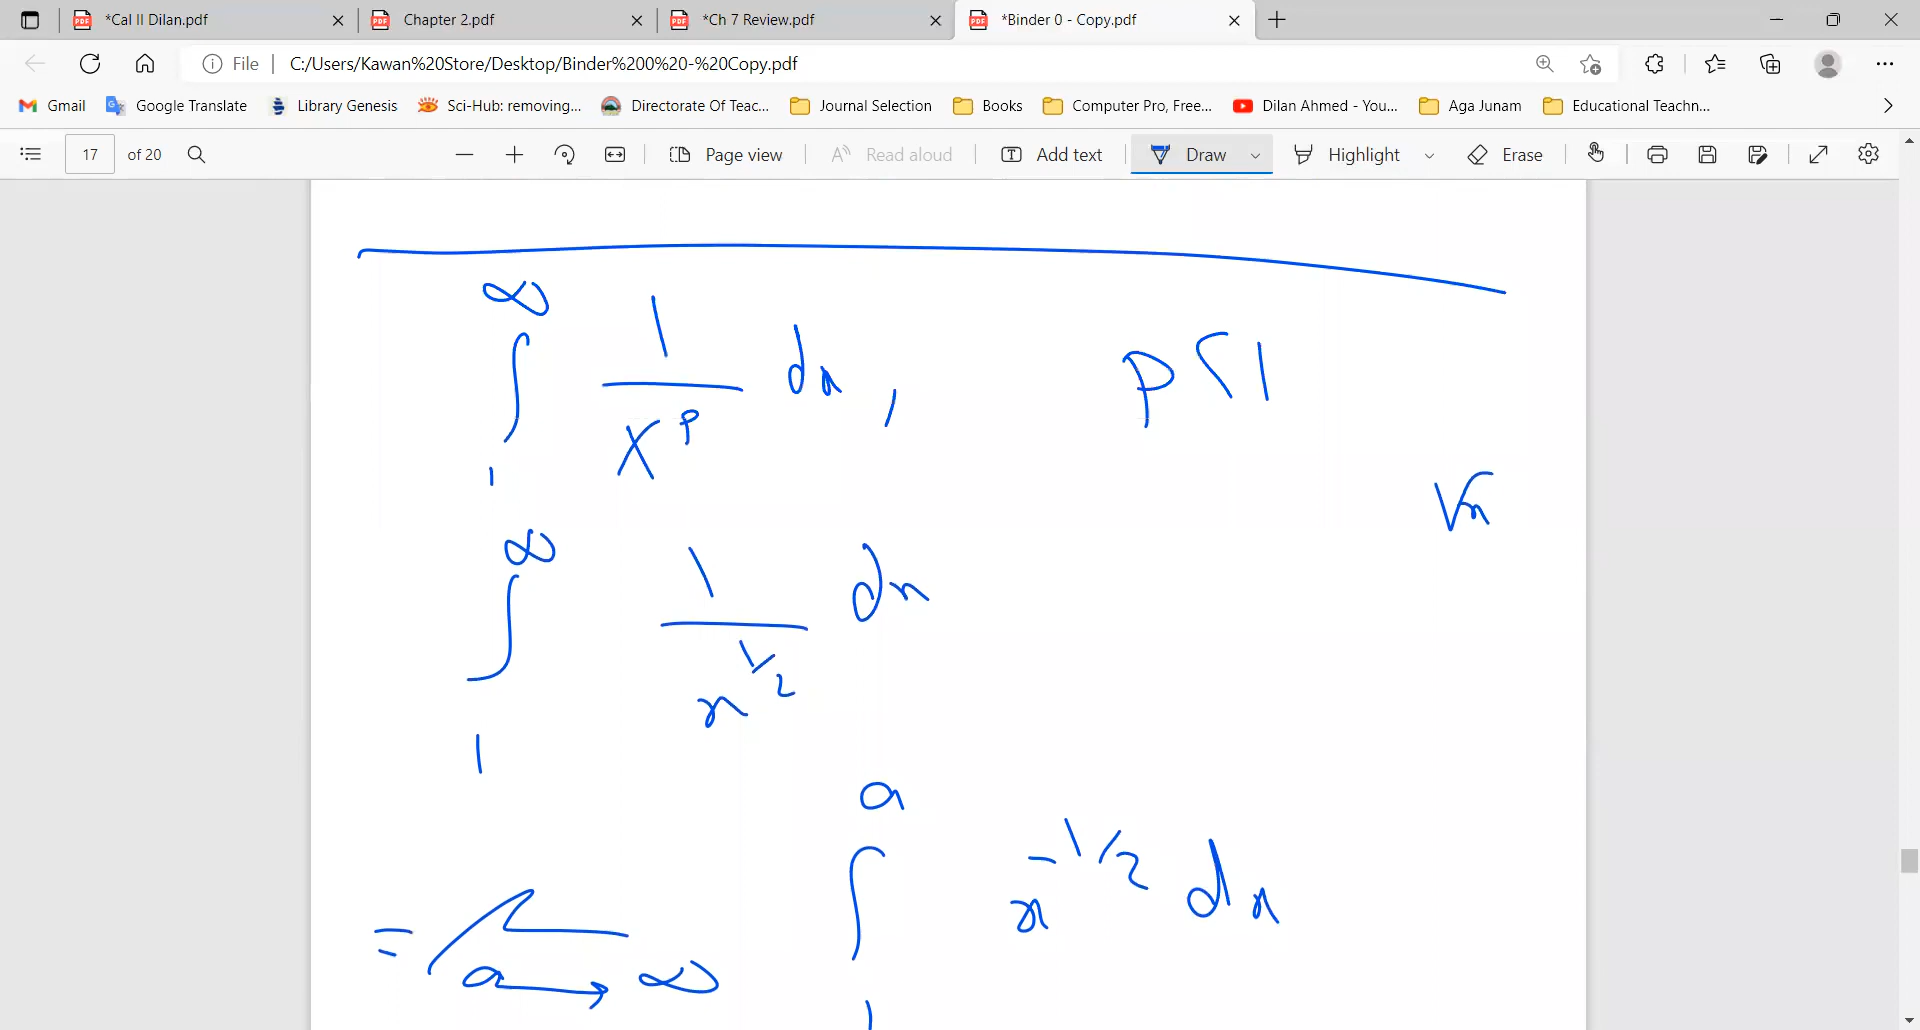 *Cal II Dilan.pdf Chapter 2.pdf *Ch 7 Review.pdf *Binder 0 - Copy.pdf
File C:/Users/Kawan%20Store/Desktop/Binder%200%20-%20Copy.pdf
Gmail Google Translate Library Genesis Sci-Hub: removing... Directorate Of Teac... Journal Selection Books Computer Pro, Free... Dilan Ahmed - You... Aga Junam Educational Teachn...
17 of 20 Page view Read aloud Add text Draw Highlight Erase
∫₁^∞ 1/x^p dx,
√x
∫₁^∞ 1/x^(1/2) dx
= a → ∞ ∫₁^a x^(-1/2) dx